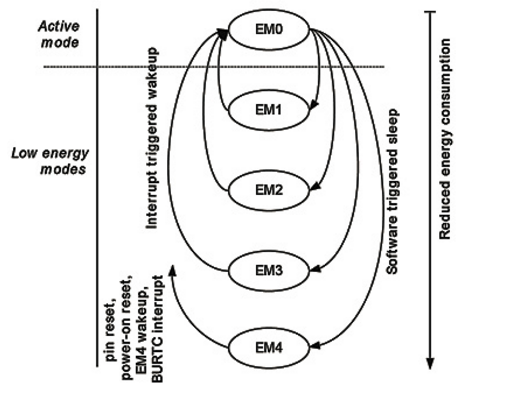 Active
mode
EM0
EM1
Low energy
modes
EM2
EM3
EM4
Interrupt triggered wakeup
Software triggered sleep
Reduced energy consumption
pin reset,
power-on reset,
EM4 wakeup,
BURTC interrupt